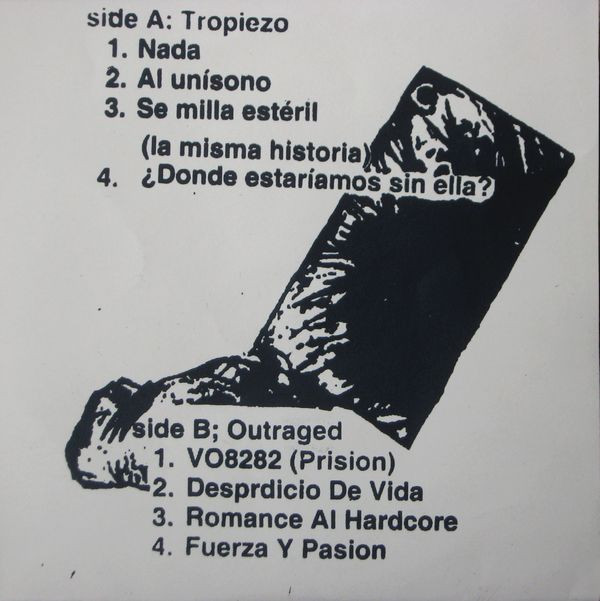 side A: Tropiezo
1. Nada
2. Al unísono
3. Se milla estéril
(la misma historia)
4. ¿Donde estaríamos sin ella?
side B; Outraged
1. VO8282 (Prision)
2. Desprdicio De Vida
3. Romance Al Hardcore
4. Fuerza Y Pasion